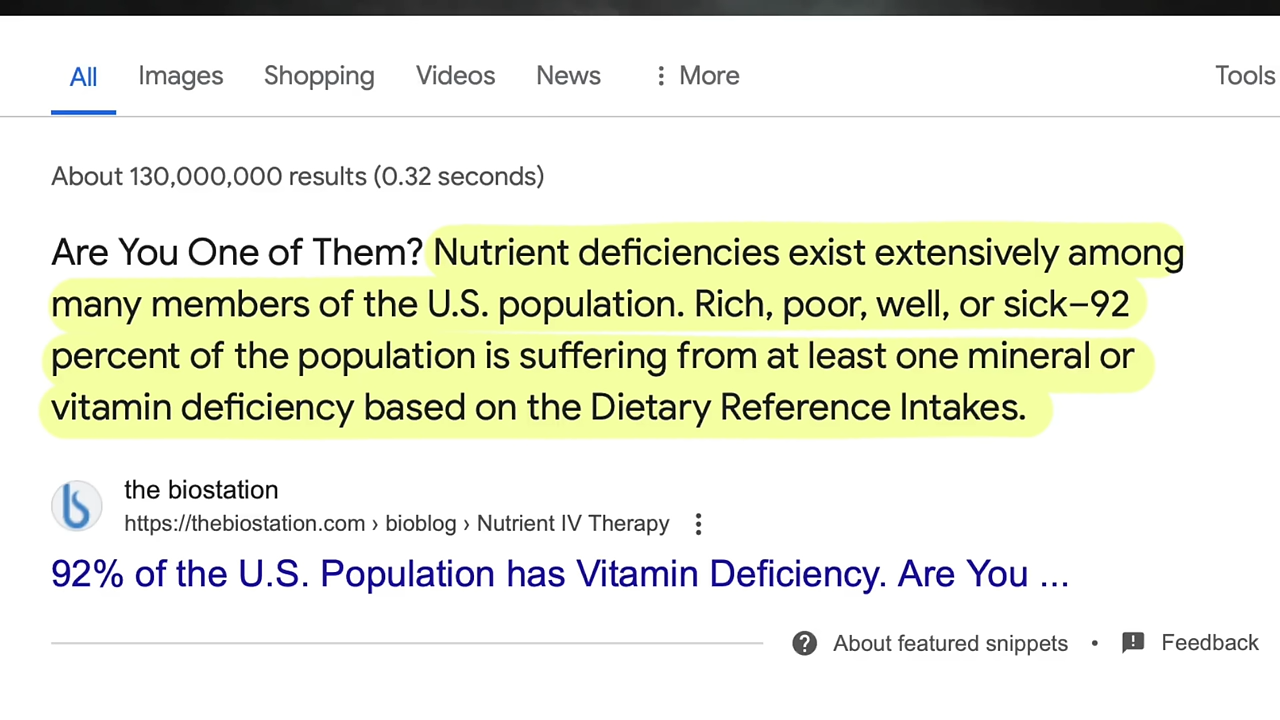 All Images Shopping Videos News More Tools
About 130,000,000 results (0.32 seconds)
Are You One of Them? Nutrient deficiencies exist extensively among
many members of the U.S. population. Rich, poor, well, or sick–92
percent of the population is suffering from at least one mineral or
vitamin deficiency based on the Dietary Reference Intakes.
the biostation
https://thebiostation.com › bioblog › Nutrient IV Therapy
92% of the U.S. Population has Vitamin Deficiency. Are You ...
About featured snippets • Feedback